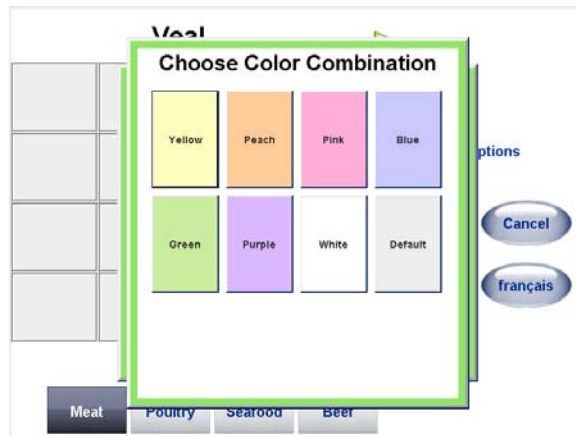 Veal
Choose Color Combination
Yellow
Peach
Pink
Blue
ptions
Green
Purple
White
Default
Cancel
français
Meat
Poultry
Seafood
Beef